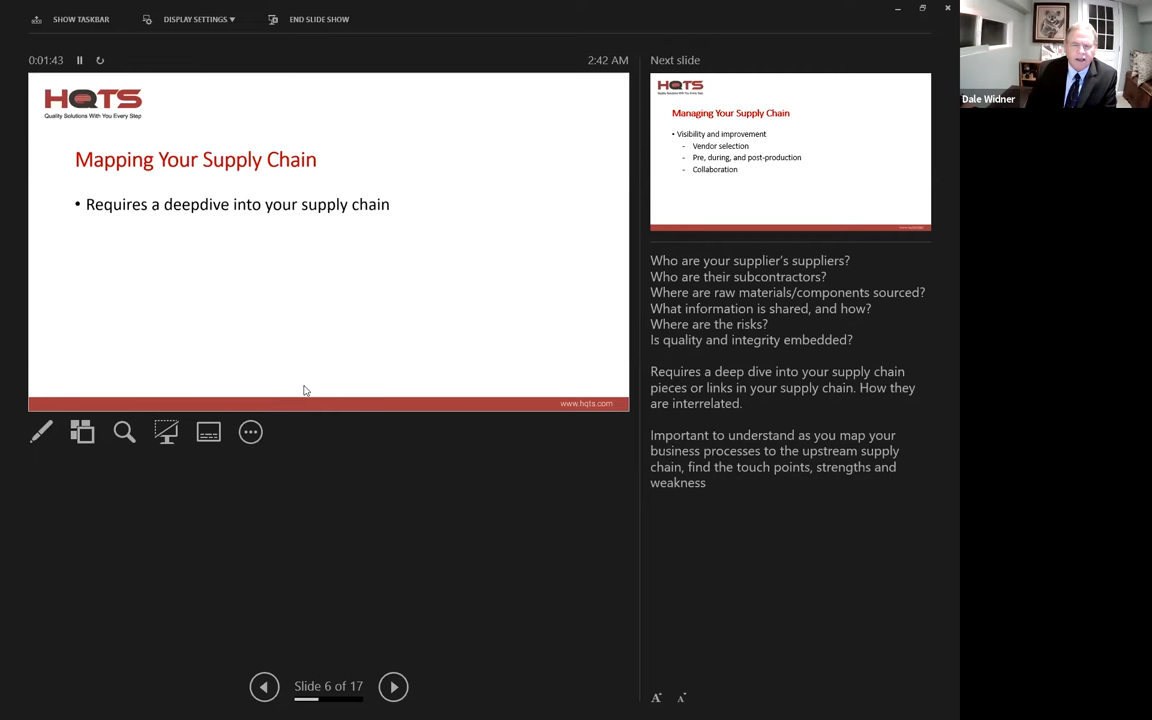 SHOW TASKBAR
DISPLAY SETTINGS ▼
END SLIDE SHOW
0:01:43
2:42 AM
HQTS
Quality Solutions With You Every Step
Mapping Your Supply Chain
• Requires a deepdive into your supply chain
www.hqts.com
Slide 6 of 17
Next slide
HQTS
Quality Solutions With You Every Step
Managing Your Supply Chain
• Visibility and improvement
- Vendor selection
- Pre, during, and post-production
- Collaboration
Who are your supplier’s suppliers?
Who are their subcontractors?
Where are raw materials/components sourced?
What information is shared, and how?
Where are the risks?
Is quality and integrity embedded?
Requires a deep dive into your supply chain
pieces or links in your supply chain. How they
are interrelated.
Important to understand as you map your
business processes to the upstream supply
chain, find the touch points, strengths and
weakness
A A
Dale Widner